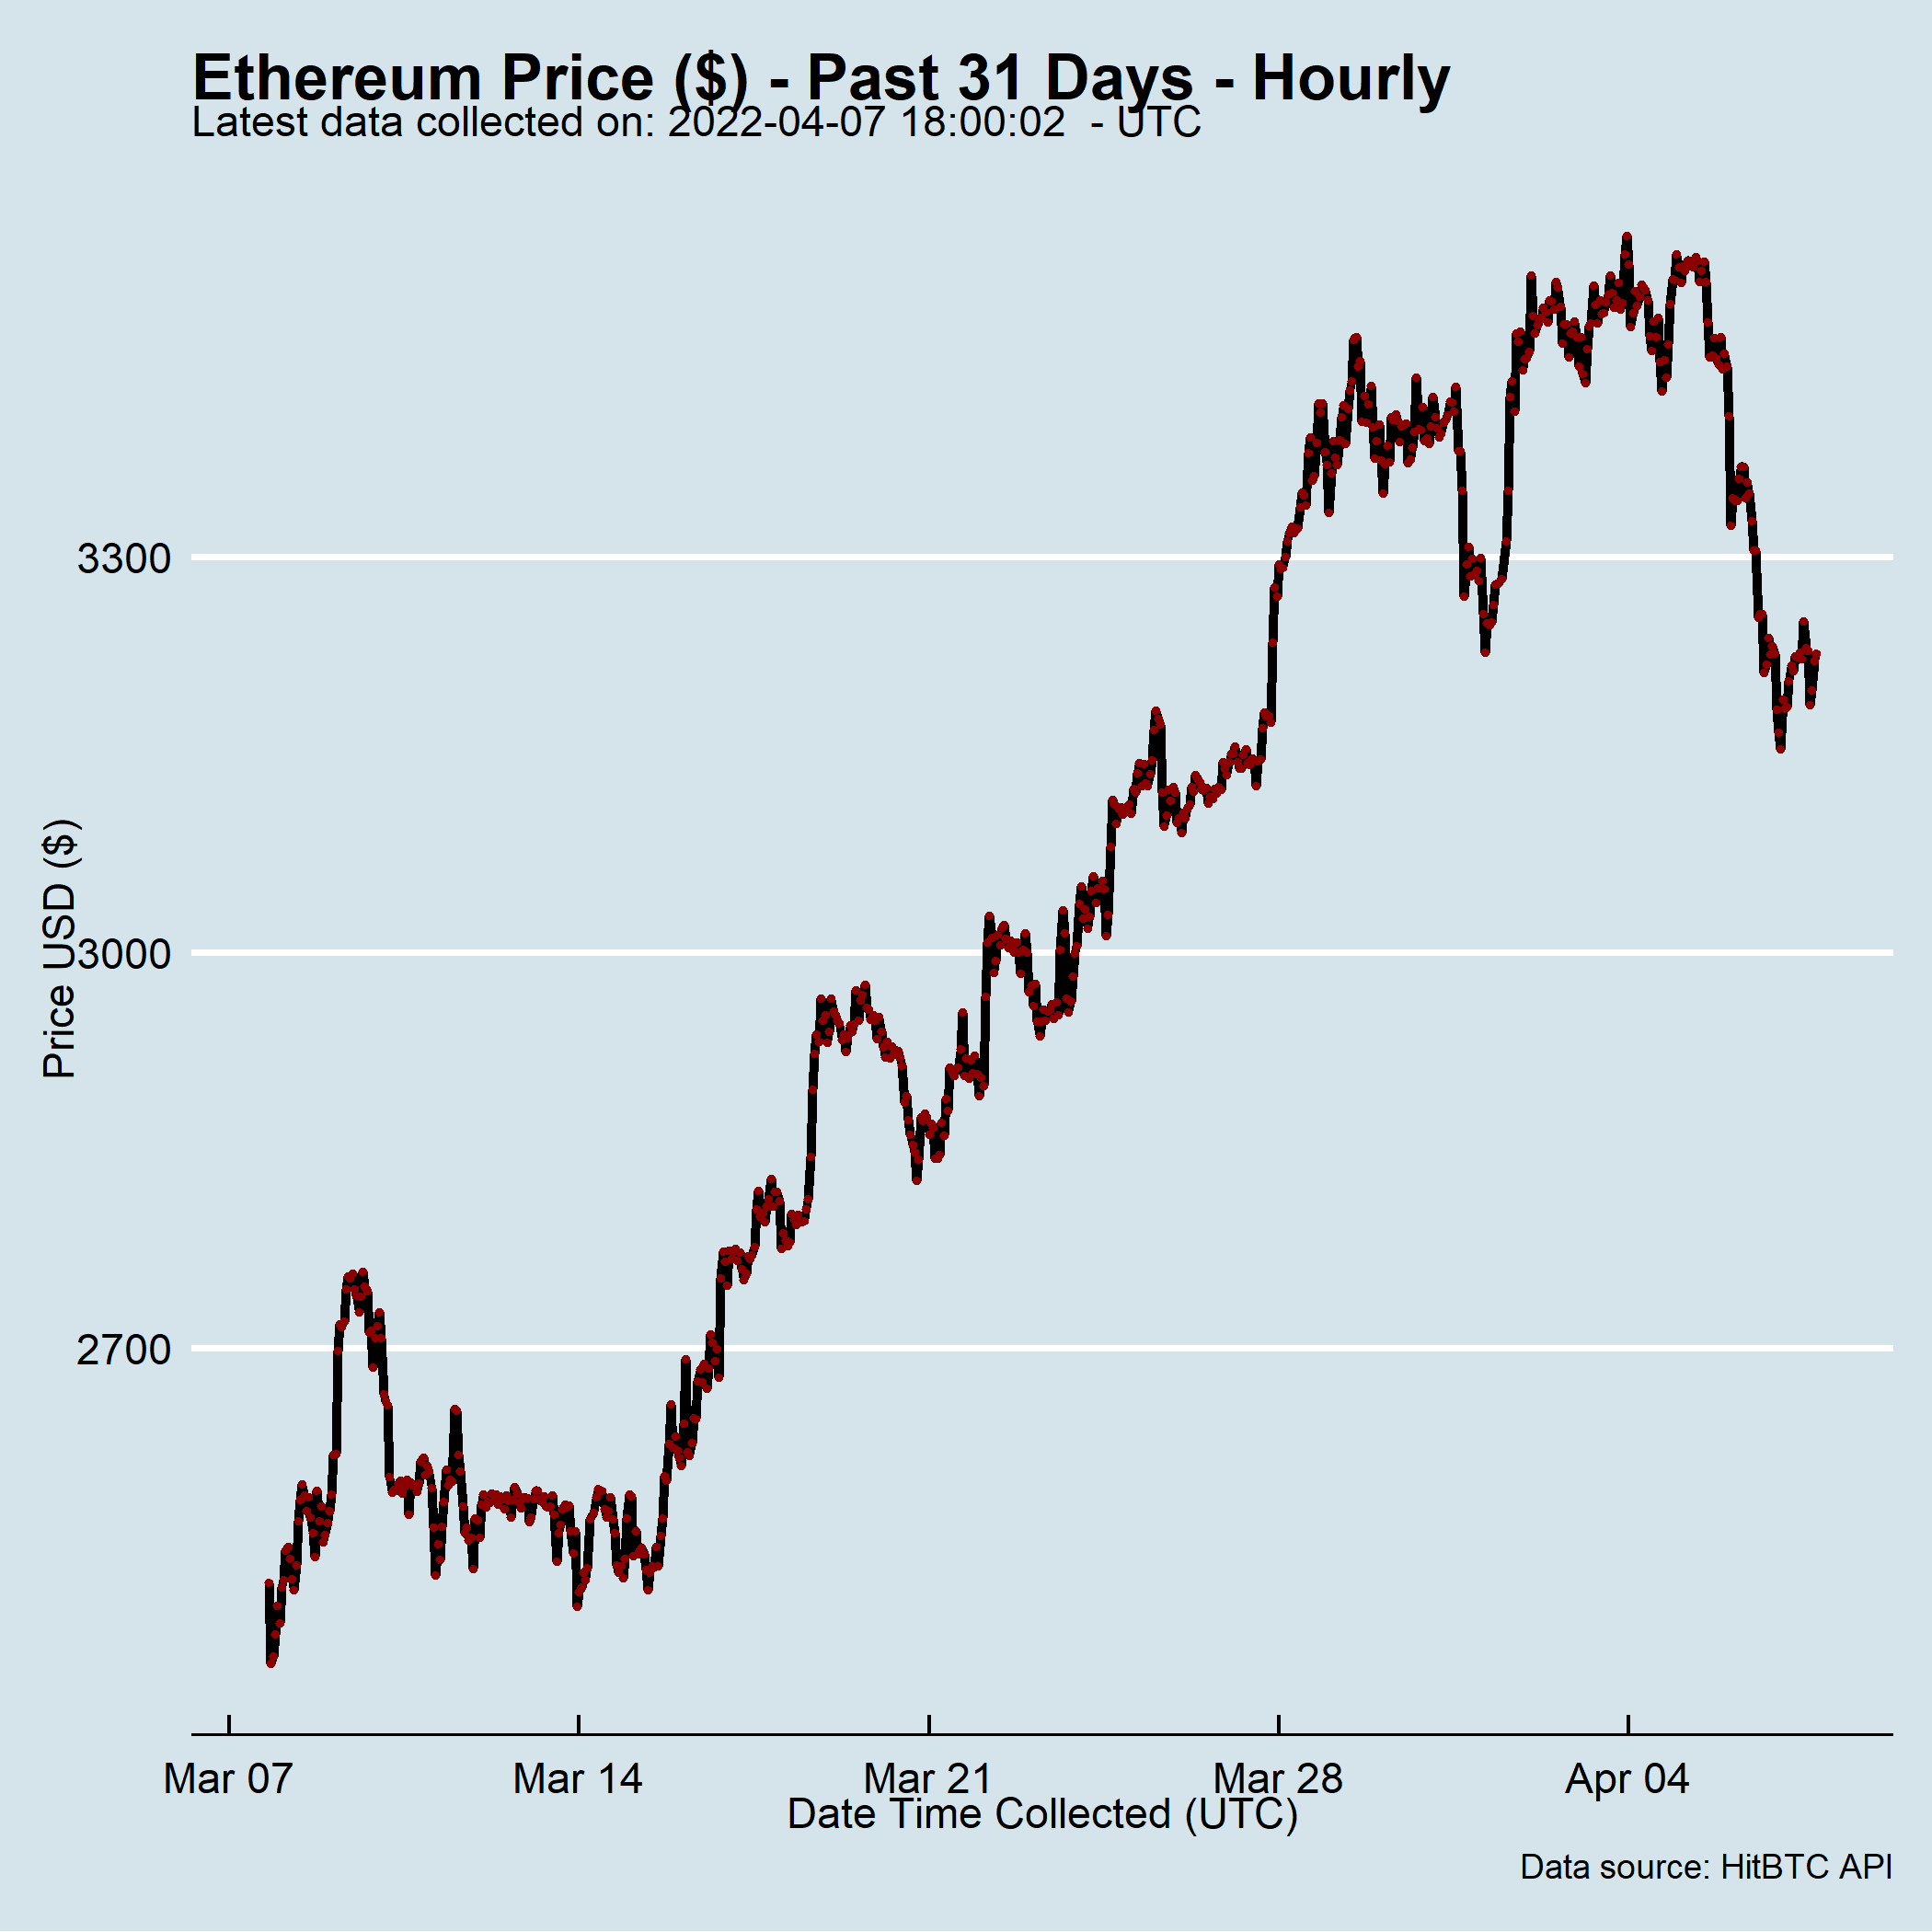 Ethereum Price ($) - Past 31 Days - Hourly
Latest data collected on: 2022-04-07 18:00:02  - UTC
Price USD ($)
3300
3000
2700
Mar 07
Mar 14
Mar 21
Mar 28
Apr 04
Date Time Collected (UTC)
Data source: HitBTC API